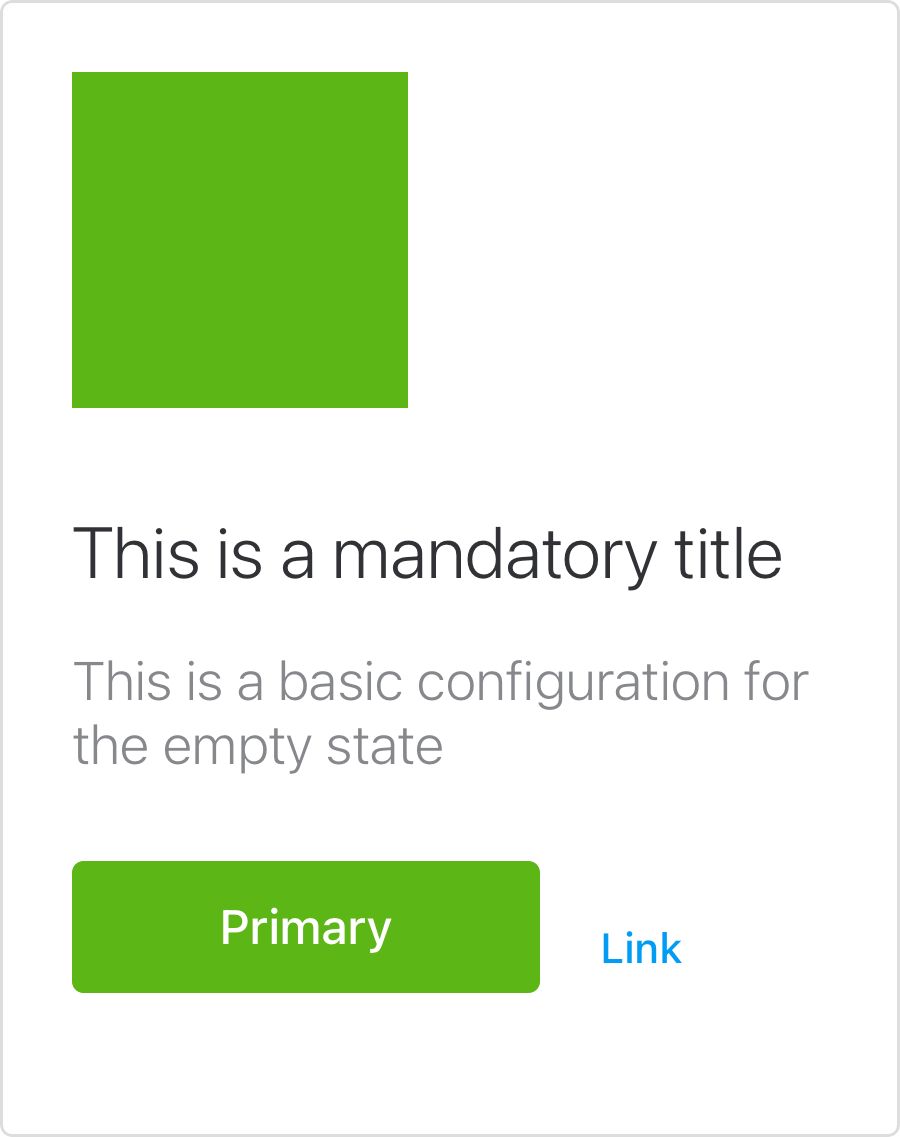 This is a mandatory title
This is a basic configuration for
the empty state
Primary
Link